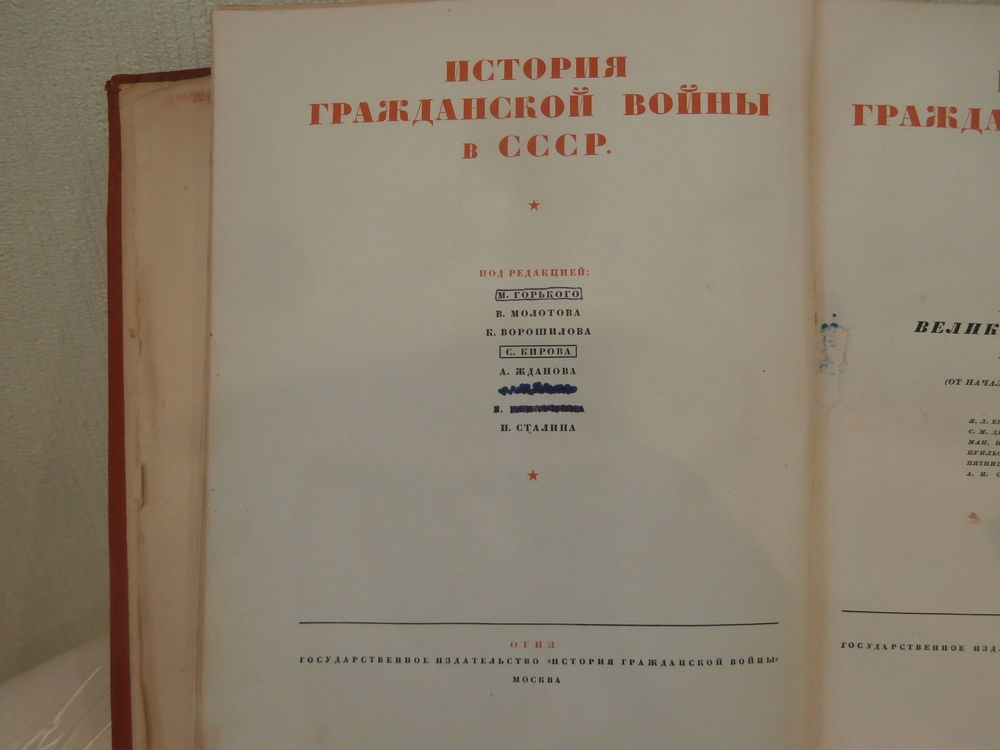 ИСТОРИЯ
ГРАЖДАНСКОЙ ВОЙНЫ
в СССР.
ПОД РЕДАКЦИЕЙ:
М. ГОРЬКОГО
В. МОЛОТОВА
К. ВОРОШИЛОВА
С. КИРОВА
А. ЖДАНОВА
Я.
И. СТАЛИНА
ОГИЗ
ГОСУДАРСТВЕННОЕ ИЗДАТЕЛЬСТВО «ИСТОРИЯ ГРАЖДАНСКОЙ ВОЙНЫ»
МОСКВА
ГРАЖДА
ВЕЛИК
(ОТ НАЧА
С. М.
ГОСУДАРСТВЕННОЕ ИЗД